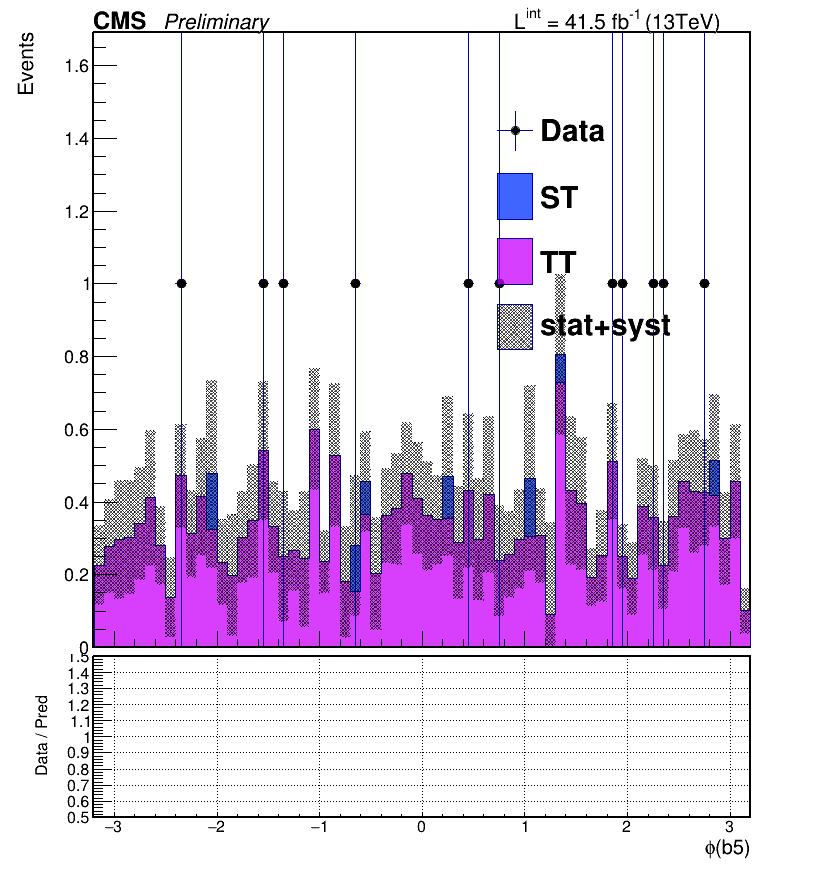 CMS Preliminary L^int = 41.5 fb^-1 (13TeV)
Events
1.6
1.4
1.2
1
0.8
0.6
0.4
0.2
0
Data
ST
TT
stat+syst
Data / Pred
1.5
1.4
1.3
1.2
1.1
1
0.9
0.8
0.7
0.6
0.5
−3 −2 −1 0 1 2 3
ϕ(b5)